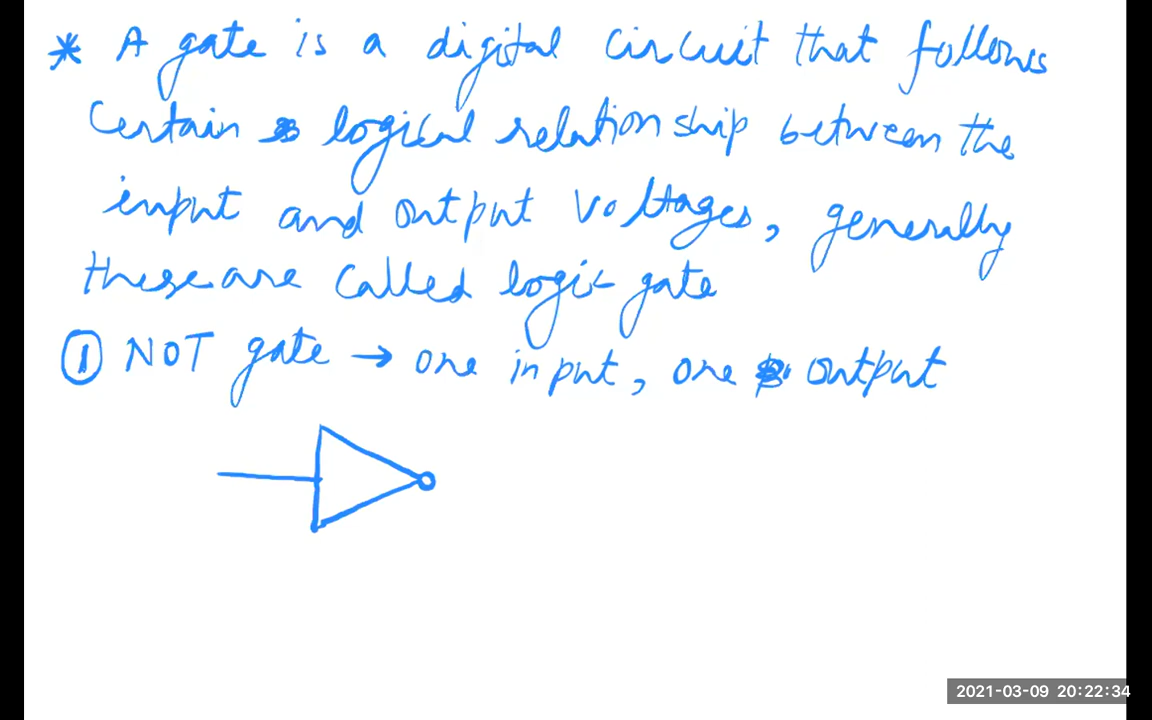 * A gate is a digital circuit that follows
Certain logical relationship between the
input and output voltages, generally
these are called logic gate
① NOT gate → one input, one output
2021-03-09 20:22:34